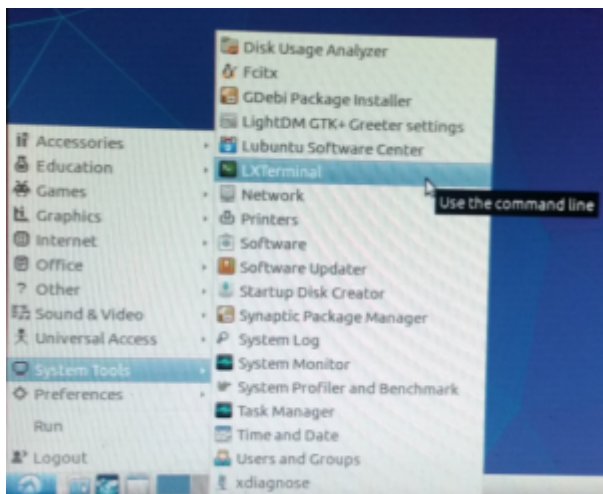 Accessories
Education
Games
Graphics
Internet
Office
Other
Sound & Video
Universal Access
System Tools
Preferences
Run
Logout
Disk Usage Analyzer
Fcitx
GDebi Package Installer
LightDM GTK+ Greeter settings
Lubuntu Software Center
LXTerminal
Network
Printers
Software
Software Updater
Startup Disk Creator
Synaptic Package Manager
System Log
System Monitor
System Profiler and Benchmark
Task Manager
Time and Date
Users and Groups
xdiagnose
Use the command line